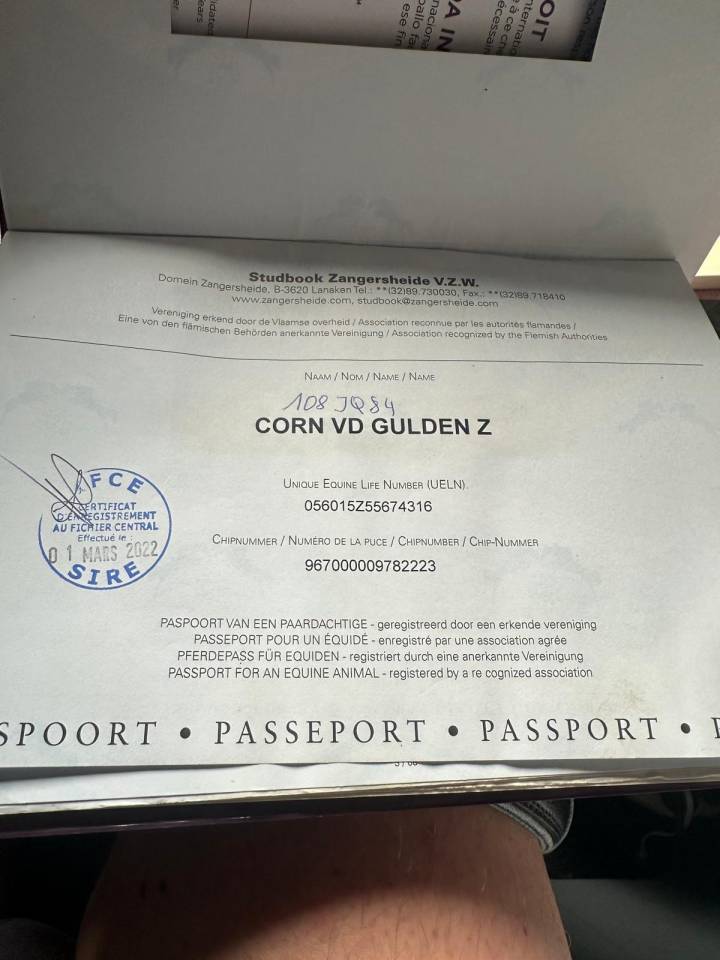 OIT
PA IN
Studbook Zangersheide V.Z.W.
Domein Zangersheide, B-3620 Lanaken Tel.: **(32)89.730030, Fax.: **(32)89.718410
www.zangersheide.com, studbook@zangersheide.com
Vereniging erkend door de Vlaamse overheid / Association reconnue par les autorités flamandes /
Eine von den flämischen Behörden anerkannte Vereinigung / Association recognized by the Flemish Authorities
NAAM / NOM / NAME / NAME
108 JQ84
CORN VD GULDEN Z
UNIQUE EQUINE LIFE NUMBER (UELN)
056015Z55674316
CHIPNUMMER / NUMÉRO DE LA PUCE / CHIPNUMBER / CHIP-NUMMER
967000009782223
IFCE
CERTIFICAT
D'ENREGISTREMENT
AU FICHIER CENTRAL
Effectué le :
01 MARS 2022
SIRE
PASPOORT VAN EEN PAARDACHTIGE - geregistreerd door een erkende vereniging
PASSEPORT POUR UN ÉQUIDÉ - enregistré par une association agrée
PFERDEPASS FÜR EQUIDEN - registriert durch eine anerkannte Vereinigung
PASSPORT FOR AN EQUINE ANIMAL - registered by a re cognized association
SPOORT • PASSEPORT • PASSPORT • P